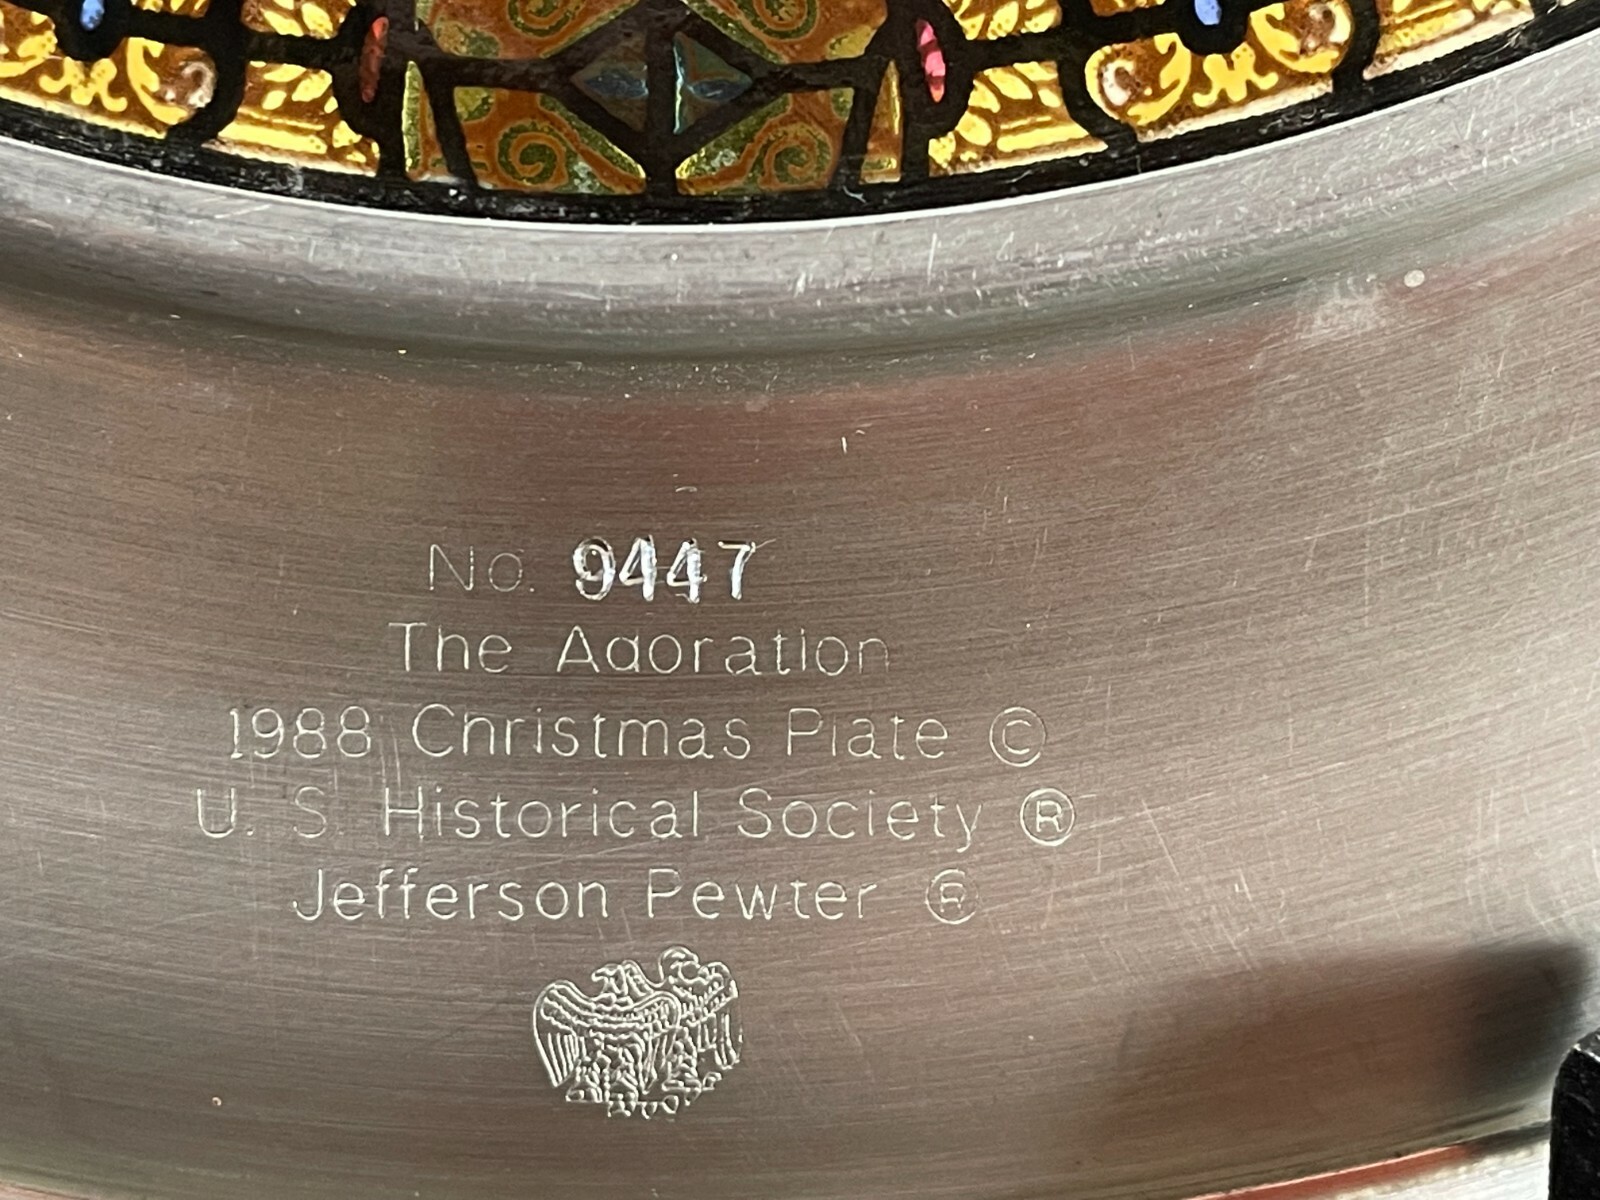 No. 9447
The Adoration
1988 Christmas Plate ©
U. S. Historical Society ®
Jefferson Pewter ®